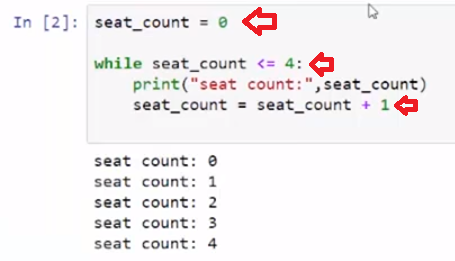 In [2]: seat_count = 0
while seat_count <= 4:
print("seat count:",seat_count)
seat_count = seat_count + 1
seat count: 0
seat count: 1
seat count: 2
seat count: 3
seat count: 4